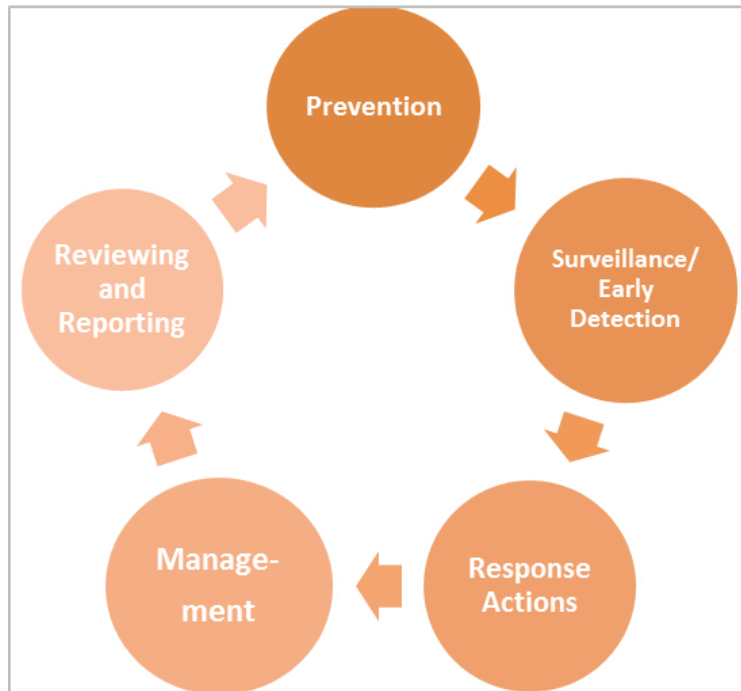 Prevention
Surveillance/
Early
Detection
Response
Actions
Manage-
ment
Reviewing
and
Reporting